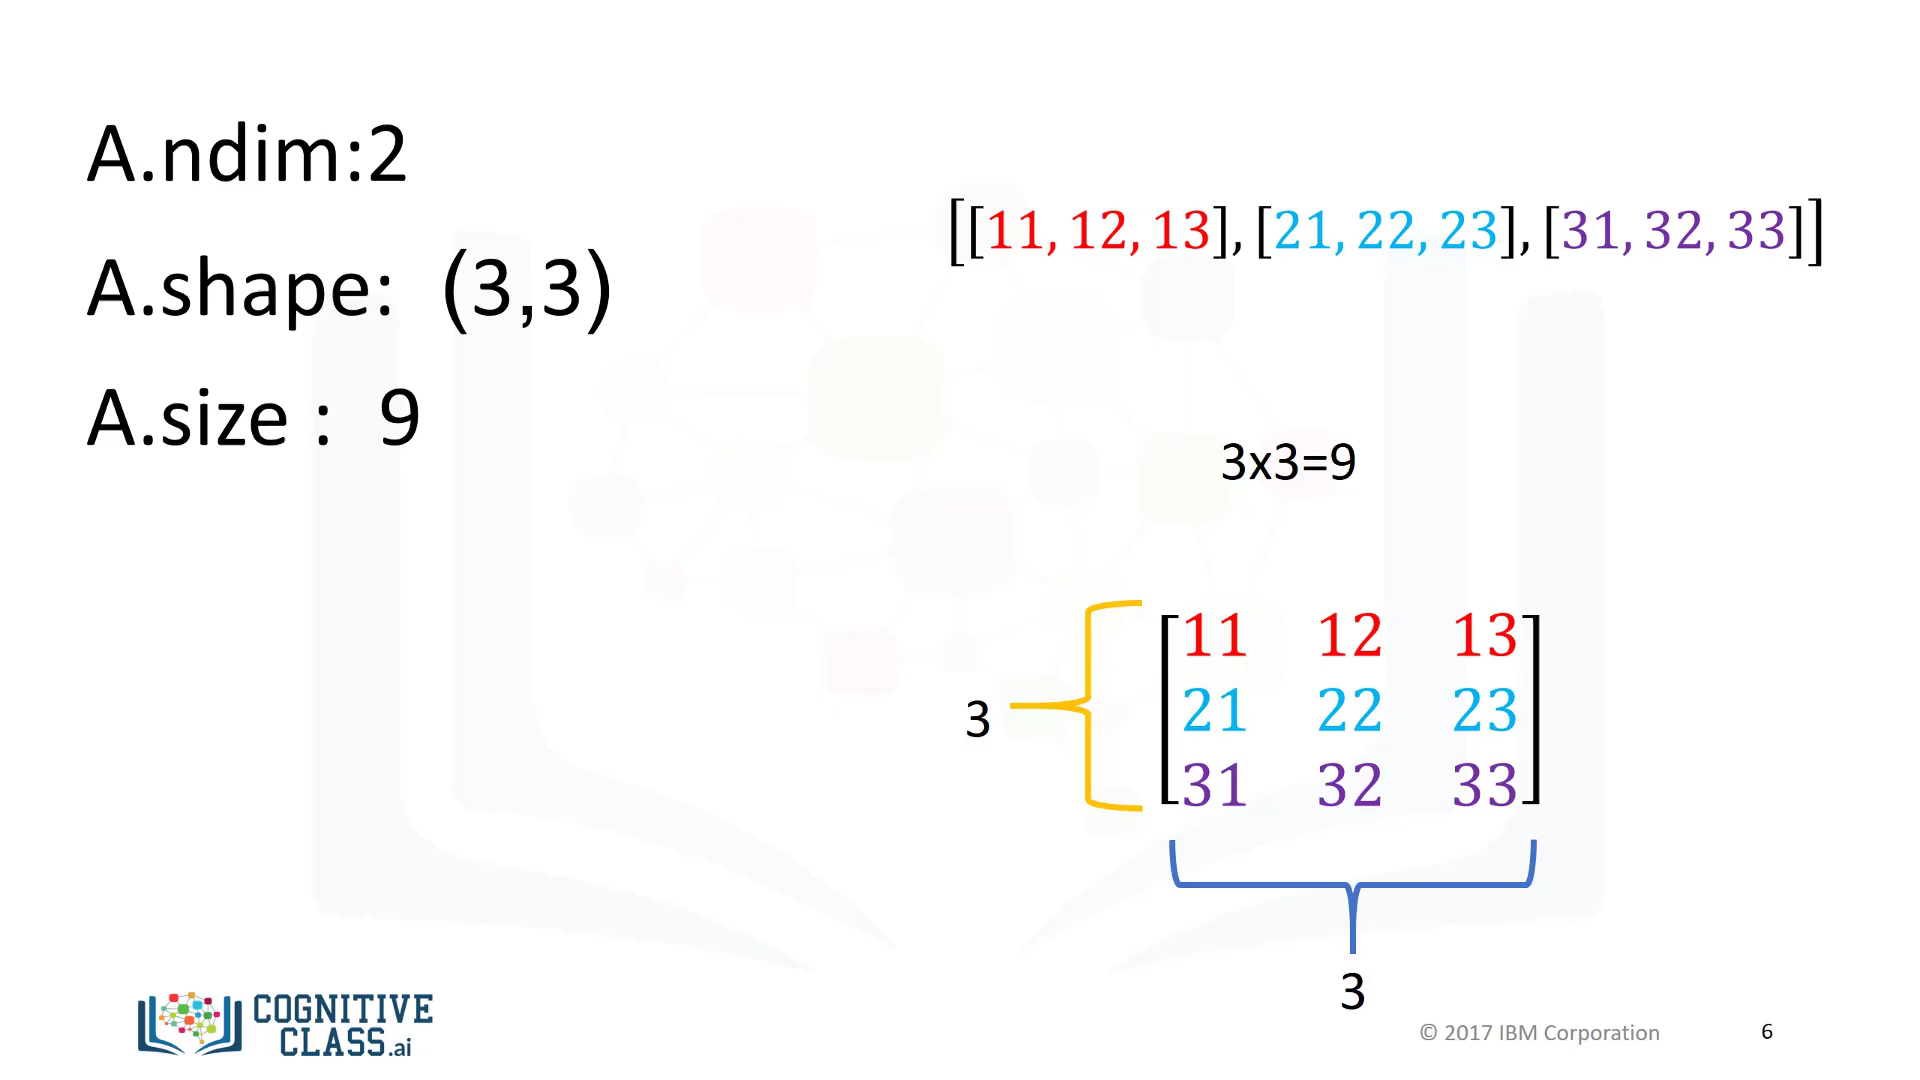 A.ndim:2
A.shape: (3,3)
A.size : 9
[[11, 12, 13], [21, 22, 23], [31, 32, 33]]
3x3=9
11 12 13
21 22 23
31 32 33
3
3
COGNITIVE
CLASS.ai
© 2017 IBM Corporation 6